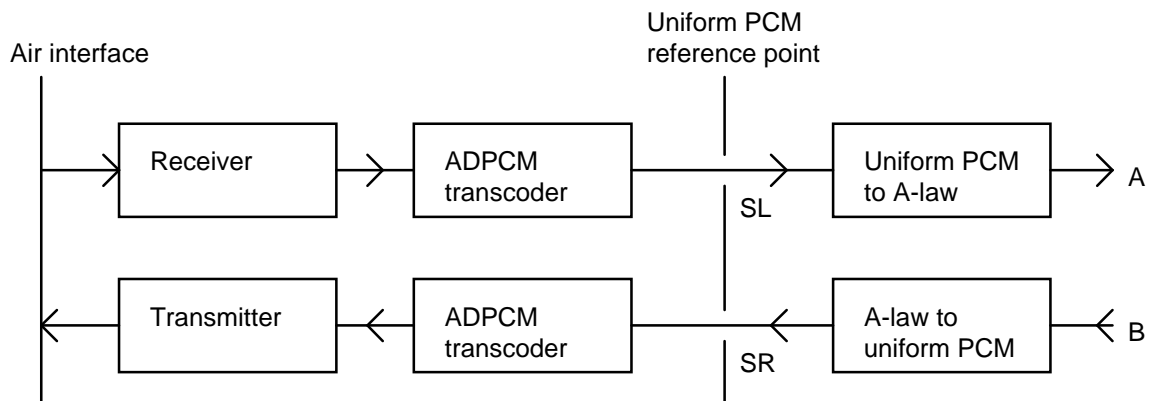 Uniform PCM
reference point
Air interface
Receiver
ADPCM
transcoder
Uniform PCM
to A-law
A
SL
Transmitter
ADPCM
transcoder
A-law to
uniform PCM
B
SR